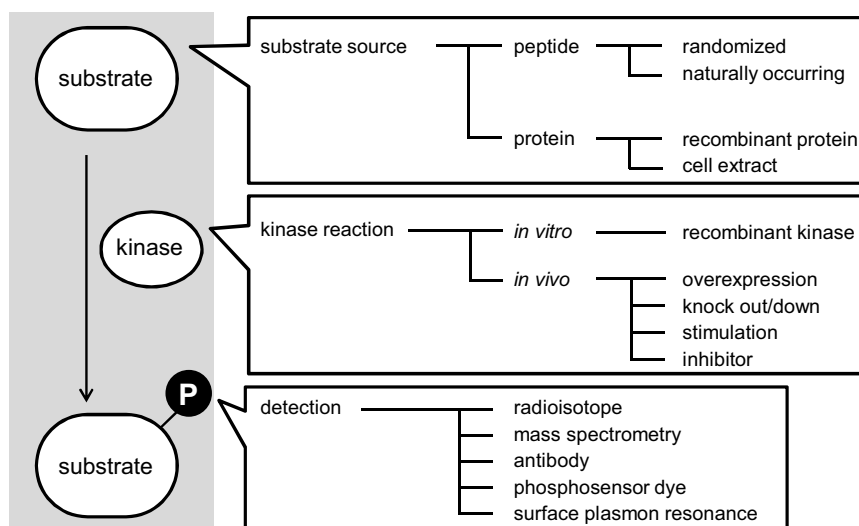 substrate
substrate source peptide randomized
naturally occurring
protein recombinant protein
cell extract
kinase
kinase reaction in vitro recombinant kinase
in vivo overexpression
knock out/down
stimulation
inhibitor
P
detection radioisotope
mass spectrometry
antibody
phosphosensor dye
surface plasmon resonance
substrate